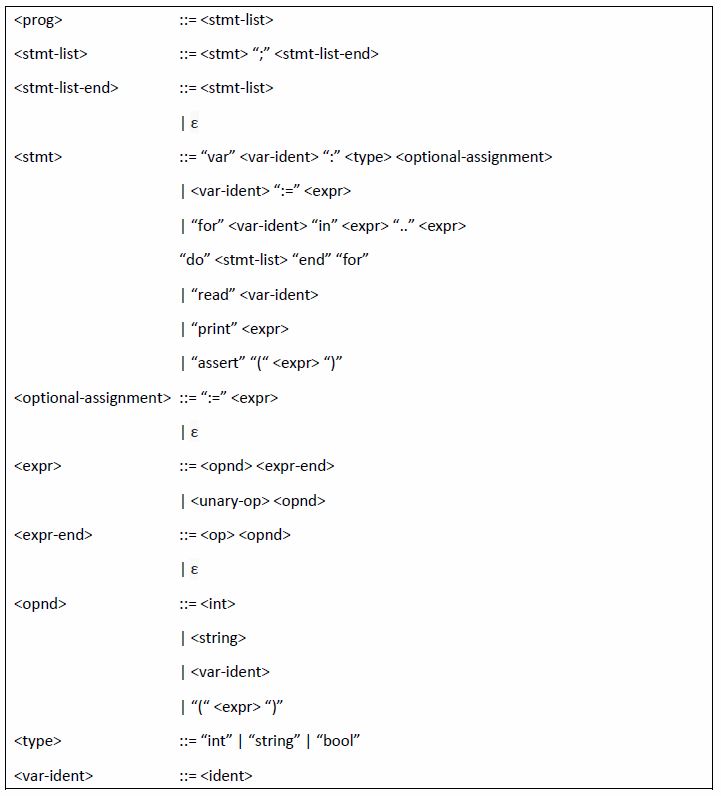 <prog> ::= <stmt-list>
<stmt-list> ::= <stmt> “;” <stmt-list-end>
<stmt-list-end> ::= <stmt-list>
| ε
<stmt> ::= “var” <var-ident> “:” <type> <optional-assignment>
| <var-ident> “:=” <expr>
| “for” <var-ident> “in” <expr> “..” <expr>
“do” <stmt-list> “end” “for”
| “read” <var-ident>
| “print” <expr>
| “assert” “(“ <expr> “)”
<optional-assignment> ::= “:=” <expr>
| ε
<expr> ::= <opnd> <expr-end>
| <unary-op> <opnd>
<expr-end> ::= <op> <opnd>
| ε
<opnd> ::= <int>
| <string>
| <var-ident>
| “(“ <expr> “)”
<type> ::= “int” | “string” | “bool”
<var-ident> ::= <ident>